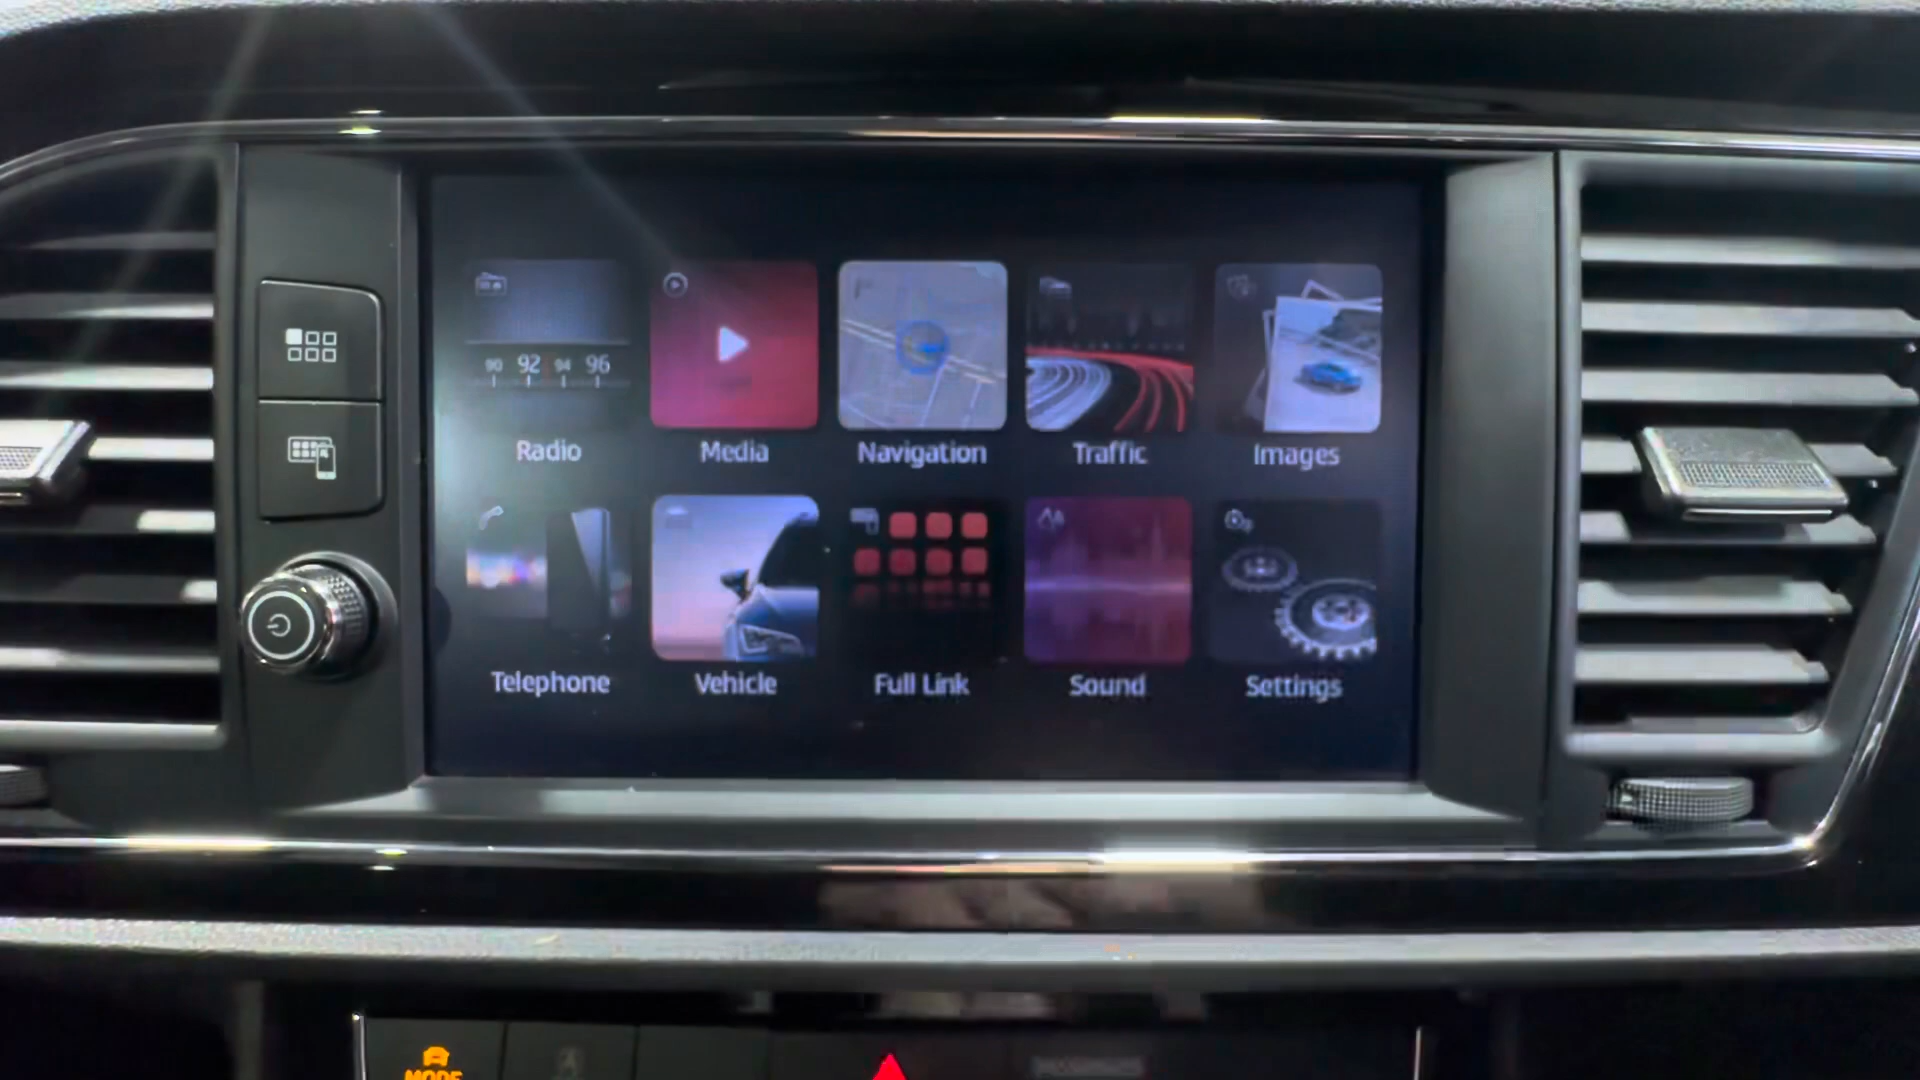 90 92 94 96
Radio Media Navigation Traffic Images
Telephone Vehicle Full Link Sound Settings
MODE